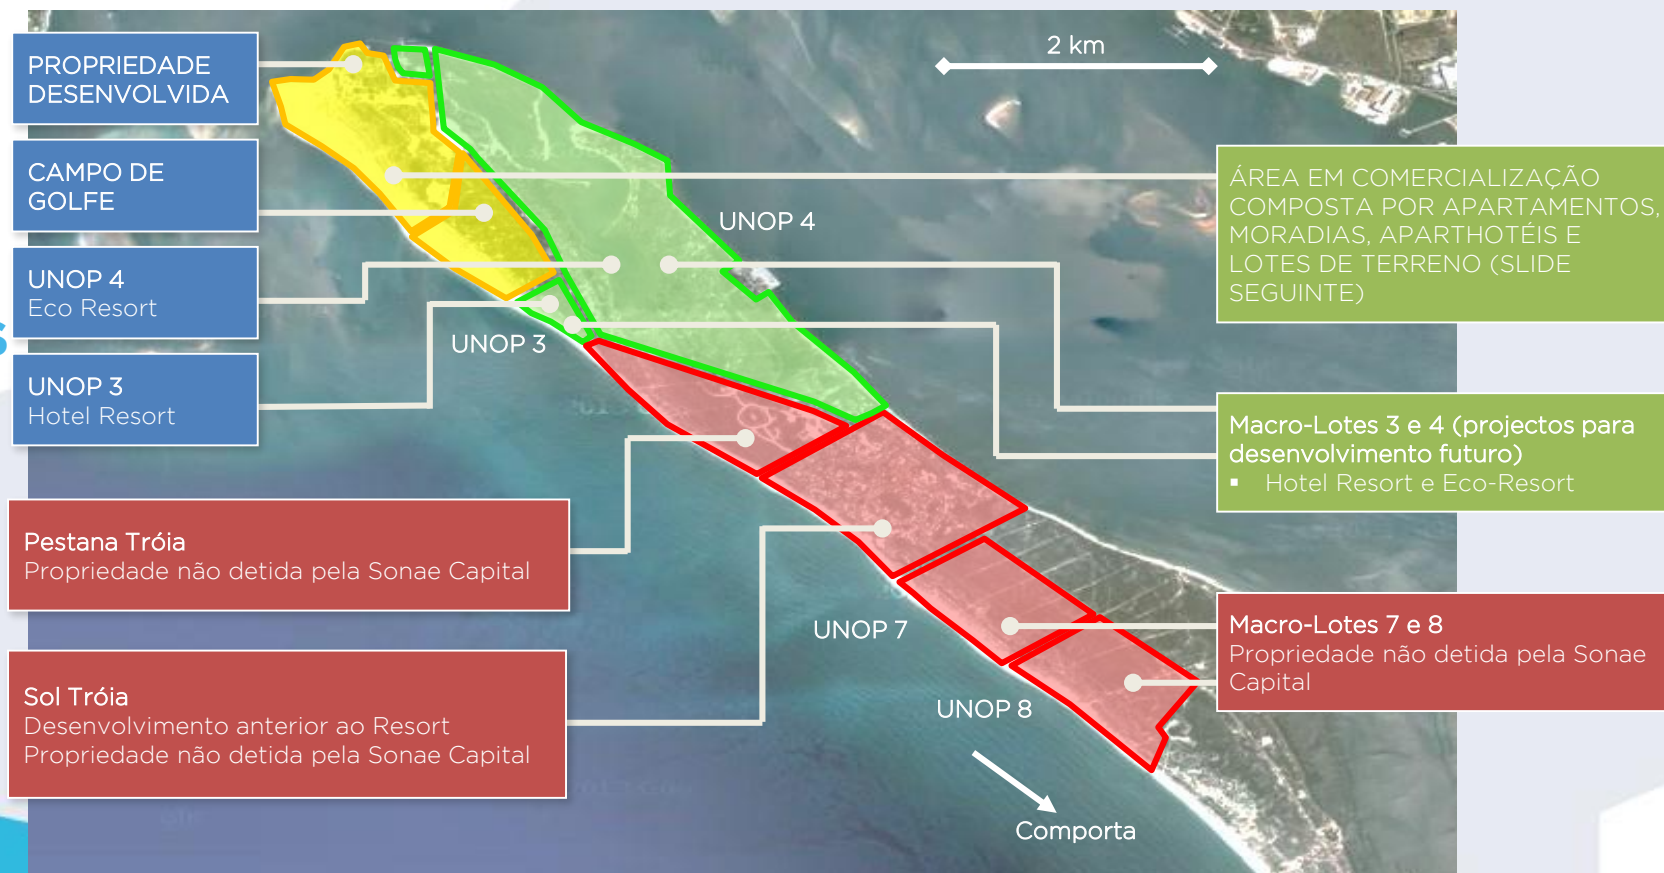 PROPRIEDADE
DESENVOLVIDA
CAMPO DE
GOLFE
UNOP 4
Eco Resort
UNOP 3
Hotel Resort
Pestana Tróia
Propriedade não detida pela Sonae Capital
Sol Tróia
Desenvolvimento anterior ao Resort
Propriedade não detida pela Sonae Capital
2 km
UNOP 4
UNOP 3
UNOP 7
UNOP 8
Comporta
ÁREA EM COMERCIALIZAÇÃO
COMPOSTA POR APARTAMENTOS,
MORADIAS, APARTHOTÉIS E
LOTES DE TERRENO (SLIDE
SEGUINTE)
Macro-Lotes 3 e 4 (projectos para
desenvolvimento futuro)
▪ Hotel Resort e Eco-Resort
Macro-Lotes 7 e 8
Propriedade não detida pela Sonae
Capital